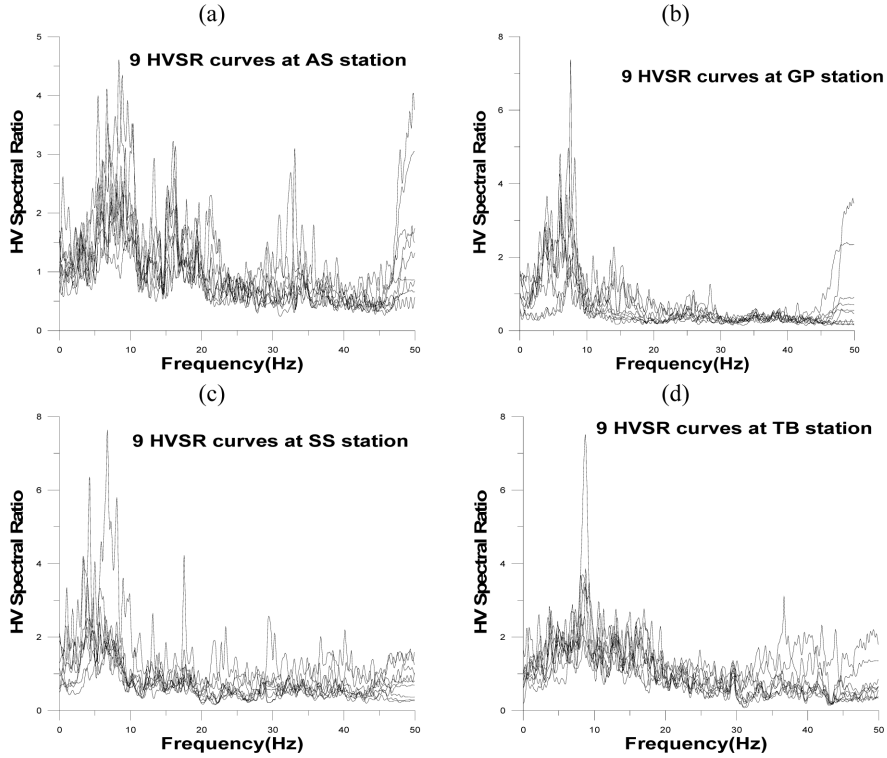 (a)
5
4
3
2
1
0
HV Spectral Ratio
9 HVSR curves at AS station
0
10
20
30
40
50
Frequency(Hz)
(b)
8
6
4
2
0
HV Spectral Ratio
9 HVSR curves at GP station
0
10
20
30
40
50
Frequency(Hz)
(c)
8
6
4
2
0
HV Spectral Ratio
9 HVSR curves at SS station
0
10
20
30
40
50
Frequency(Hz)
(d)
8
6
4
2
0
HV Spectral Ratio
9 HVSR curves at TB station
0
10
20
30
40
50
Frequency(Hz)